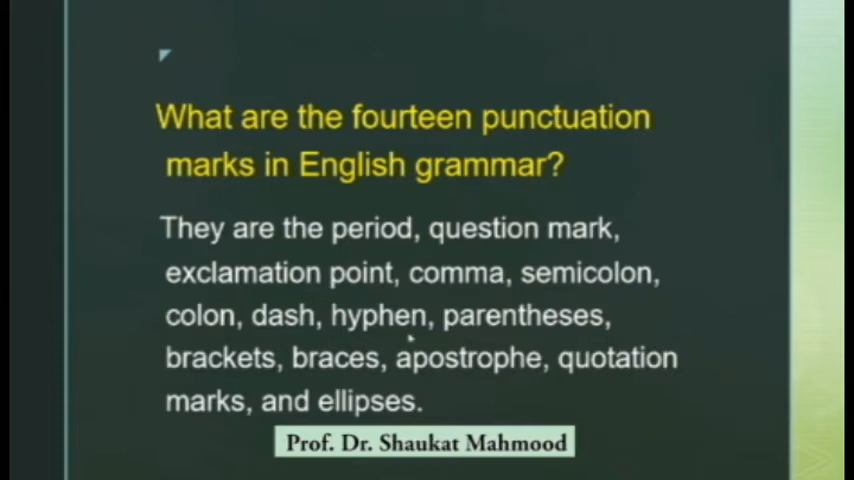 What are the fourteen punctuation
marks in English grammar?
They are the period, question mark,
exclamation point, comma, semicolon,
colon, dash, hyphen, parentheses,
brackets, braces, apostrophe, quotation
marks, and ellipses.
Prof. Dr. Shaukat Mahmood